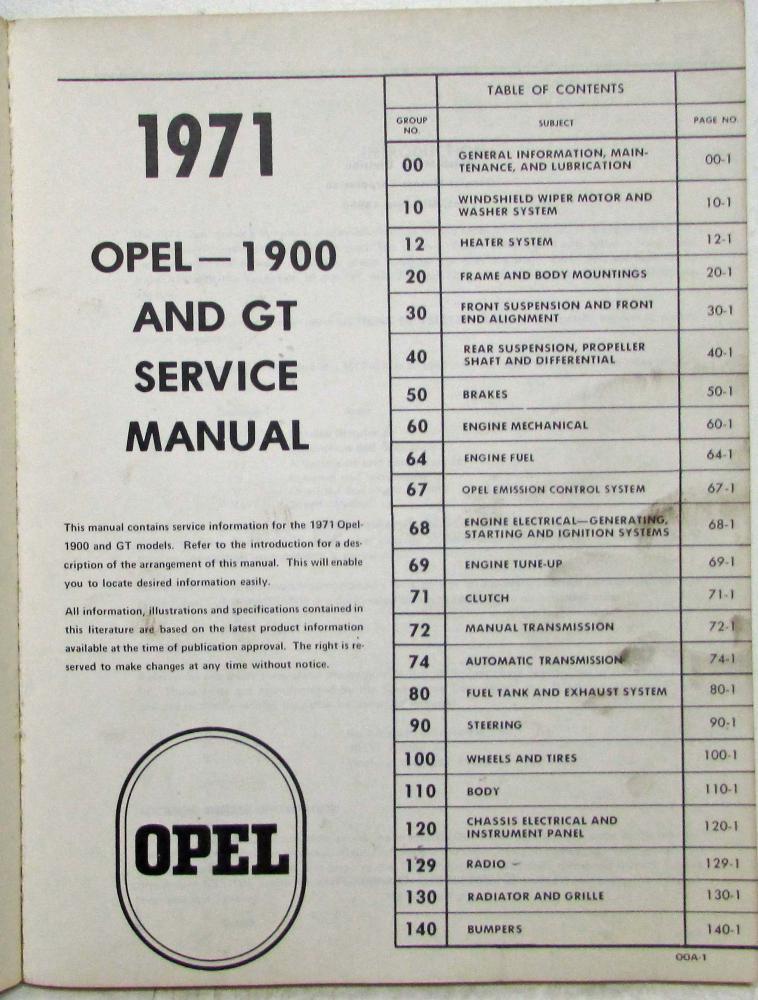 1971
OPEL—1900
AND GT
SERVICE
MANUAL
This manual contains service information for the 1971 Opel-
1900 and GT models. Refer to the introduction for a des-
cription of the arrangement of this manual. This will enable
you to locate desired information easily.
All information, illustrations and specifications contained in
this literature are based on the latest product information
available at the time of publication approval. The right is re-
served to make changes at any time without notice.
OPEL
TABLE OF CONTENTS
GROUP NO. SUBJECT PAGE NO.
00 GENERAL INFORMATION, MAIN-
TENANCE, AND LUBRICATION 00-1
10 WINDSHIELD WIPER MOTOR AND
WASHER SYSTEM 10-1
12 HEATER SYSTEM 12-1
20 FRAME AND BODY MOUNTINGS 20-1
30 FRONT SUSPENSION AND FRONT
END ALIGNMENT 30-1
40 REAR SUSPENSION, PROPELLER
SHAFT AND DIFFERENTIAL 40-1
50 BRAKES 50-1
60 ENGINE MECHANICAL 60-1
64 ENGINE FUEL 64-1
67 OPEL EMISSION CONTROL SYSTEM 67-1
68 ENGINE ELECTRICAL—GENERATING,
STARTING AND IGNITION SYSTEMS 68-1
69 ENGINE TUNE-UP 69-1
71 CLUTCH 71-1
72 MANUAL TRANSMISSION 72-1
74 AUTOMATIC TRANSMISSION 74-1
80 FUEL TANK AND EXHAUST SYSTEM 80-1
90 STEERING 90-1
100 WHEELS AND TIRES 100-1
110 BODY 110-1
120 CHASSIS ELECTRICAL AND
INSTRUMENT PANEL 120-1
129 RADIO 129-1
130 RADIATOR AND GRILLE 130-1
140 BUMPERS 140-1
00A-1